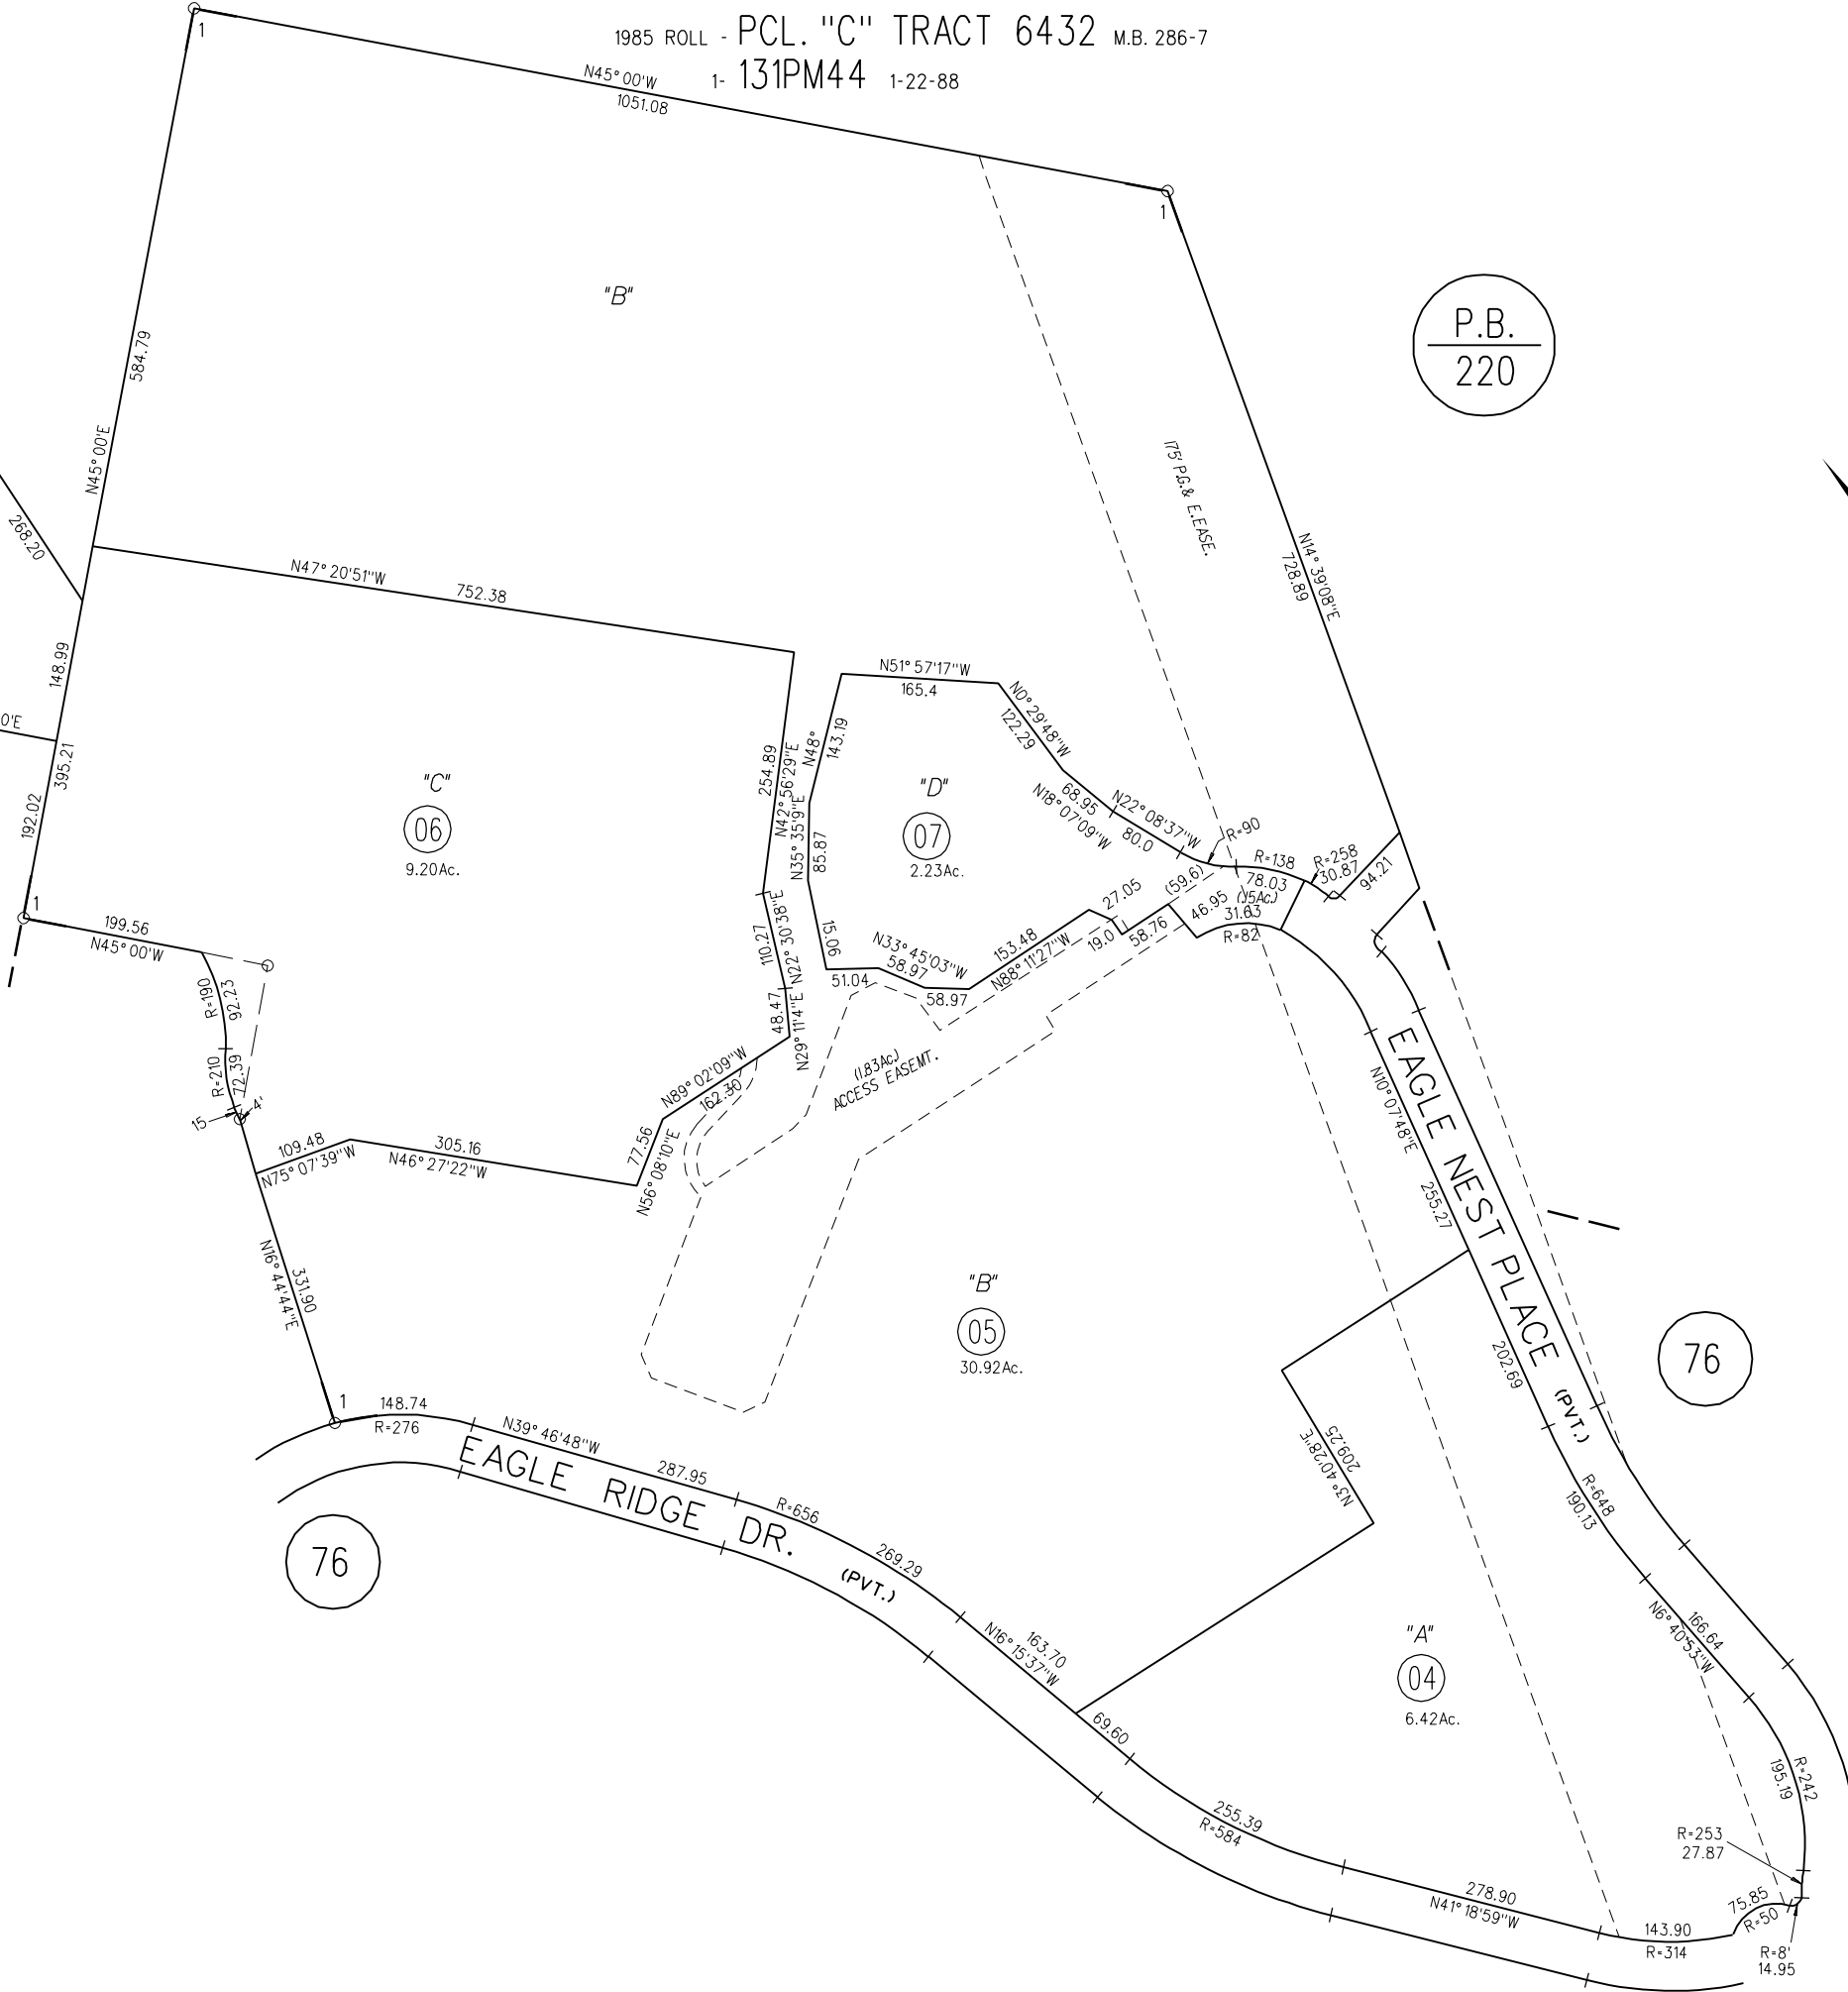 1985 ROLL - PCL. "C" TRACT 6432 M.B. 286-7
1- 131PM44 1-22-88
1
N45°00'W
1051.08
1
"B"
P.B.
220
584.79
N45°00'E
175' P.G.& E.EASE.
268.20
N14°39'08"E
728.89
N47°20'51"W
752.38
148.99
0'E
395.21
192.02
1
"C"
06
9.20Ac.
254.89
N42°56'29"E
N51°57'17"W
165.4
N48°
143.19
N35°35'9"E
85.87
"D"
07
2.23Ac.
N0°29'48"W
122.29
68.95
N18°07'09"W
N22°08'37"W
80.0
R=90
R=138
78.03
R=258
30.87
94.21
(.15Ac.)
(59.6)
46.95
31.63
R=82
27.05
19.0
58.76
153.48
N88°11'27"W
N33°45'03"W
58.97
58.97
51.04
15.06
110.27
N22°30'38"E
48.47
N29°11'4"E
199.56
N45°00'W
R=190
92.23
R=210
72.39
15
4'
N89°02'09"W
162.30
(1.83Ac.)
ACCESS EASEMT.
109.48
N75°07'39"W
305.16
N46°27'22"W
77.56
N56°08'10"E
331.90
N16°44'44"E
EAGLE NEST PLACE (PVT.)
N10°07'48"E
255.27
202.69
"B"
05
30.92Ac.
76
1
148.74
R=276
N39°46'48"W
287.95
EAGLE RIDGE DR. (PVT.)
R=656
269.29
209.25
N3°40'28"E
R=648
190.13
76
163.70
N16°15'37"W
69.60
"A"
04
6.42Ac.
166.64
N6°40'53"W
R=242
195.19
255.39
R=584
R=253
27.87
278.90
N41°18'59"W
143.90
R=314
75.85
R=50
R=8'
14.95